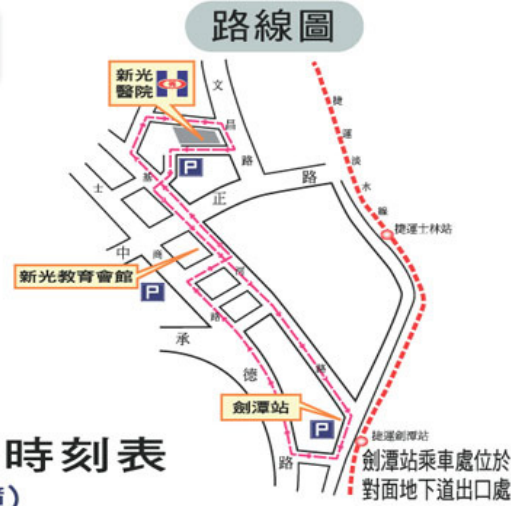 路線圖
新光
醫院
文
昌
路
捷運淡水線
路
基
士
正
捷運士林站
中
商
新光教育會館
河
路
承
德
路
劍潭站
路
捷運劍潭站
時刻表
劍潭站乘車處位於
對面地下道出口處
P
P
P